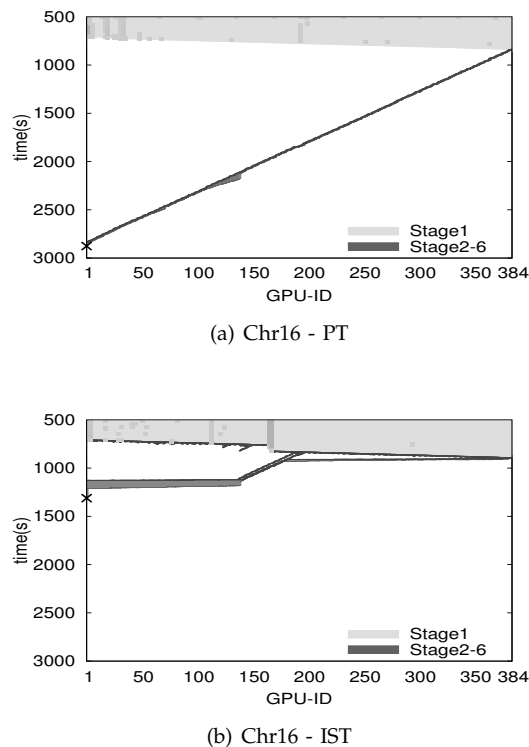 500
1000
1500
2000
2500
3000
time(s)
Stage1
Stage2-6
1 50 100 150 200 250 300 350 384
GPU-ID
(a) Chr16 - PT
500
1000
1500
2000
2500
3000
time(s)
Stage1
Stage2-6
1 50 100 150 200 250 300 350 384
GPU-ID
(b) Chr16 - IST